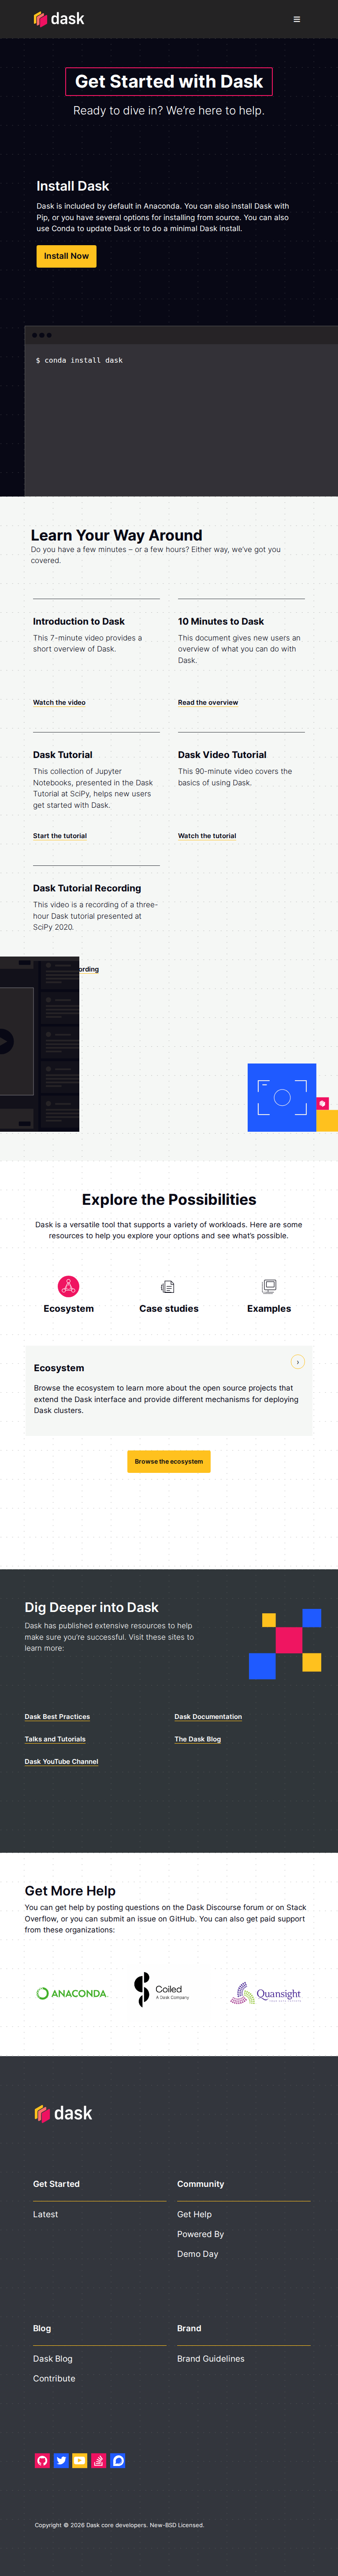 dask
Get Started with Dask
Ready to dive in? We’re here to help.
Install Dask
Dask is included by default in Anaconda. You can also install Dask with
Pip, or you have several options for installing from source. You can also
use Conda to update Dask or to do a minimal Dask install.
Install Now
$ conda install dask
Learn Your Way Around
Do you have a few minutes – or a few hours? Either way, we’ve got you
covered.
Introduction to Dask
This 7-minute video provides a
short overview of Dask.
Watch the video
10 Minutes to Dask
This document gives new users an
overview of what you can do with
Dask.
Read the overview
Dask Tutorial
This collection of Jupyter
Notebooks, presented in the Dask
Tutorial at SciPy, helps new users
get started with Dask.
Start the tutorial
Dask Video Tutorial
This 90-minute video covers the
basics of using Dask.
Watch the tutorial
Dask Tutorial Recording
This video is a recording of a three-
hour Dask tutorial presented at
SciPy 2020.
ording
Explore the Possibilities
Dask is a versatile tool that supports a variety of workloads. Here are some
resources to help you explore your options and see what’s possible.
Ecosystem
Case studies
Examples
Ecosystem
Browse the ecosystem to learn more about the open source projects that
extend the Dask interface and provide different mechanisms for deploying
Dask clusters.
Browse the ecosystem
Dig Deeper into Dask
Dask has published extensive resources to help
make sure you’re successful. Visit these sites to
learn more:
Dask Best Practices
Dask Documentation
Talks and Tutorials
The Dask Blog
Dask YouTube Channel
Get More Help
You can get help by posting questions on the Dask Discourse forum or on Stack
Overflow, or you can submit an issue on GitHub. You can also get paid support
from these organizations:
ANACONDA
Coiled
A Dask Company
Quansight
dask
Get Started
Latest
Community
Get Help
Powered By
Demo Day
Blog
Dask Blog
Contribute
Brand
Brand Guidelines
Copyright © 2026 Dask core developers. New-BSD Licensed.